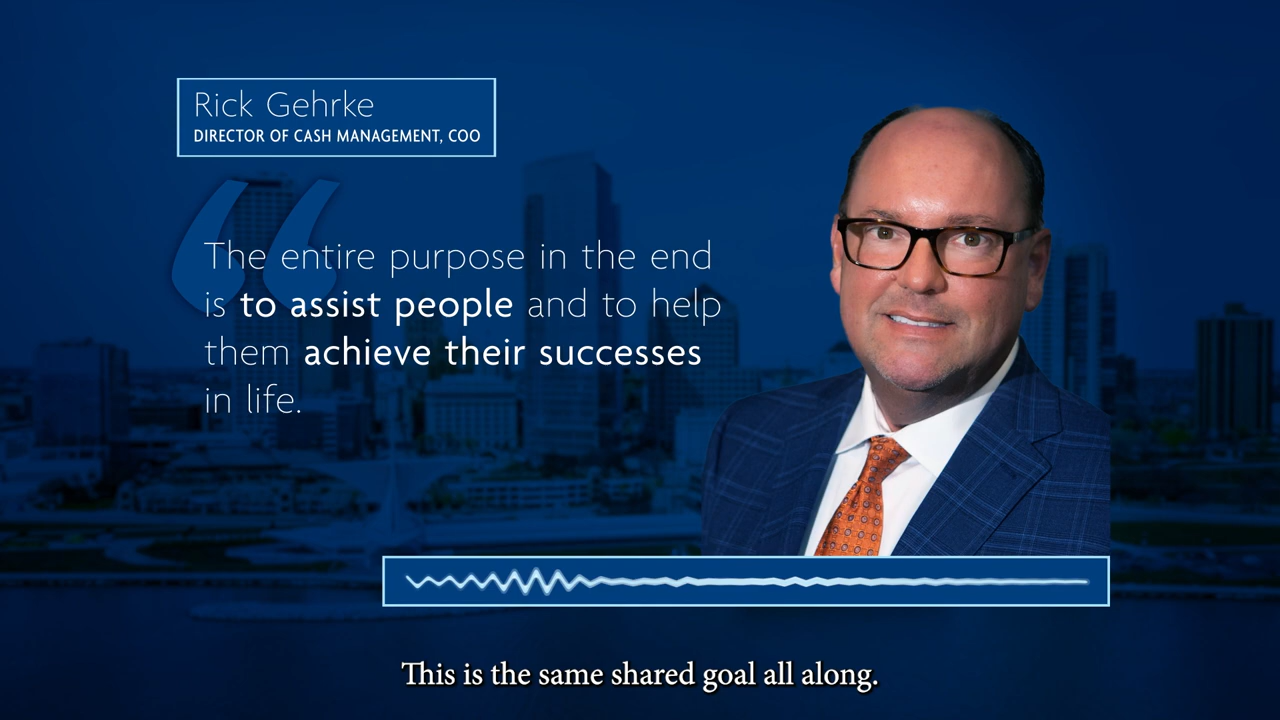 Rick Gehrke
DIRECTOR OF CASH MANAGEMENT, COO
“
The entire purpose in the end
is to assist people and to help
them achieve their successes
in life.
This is the same shared goal all along.